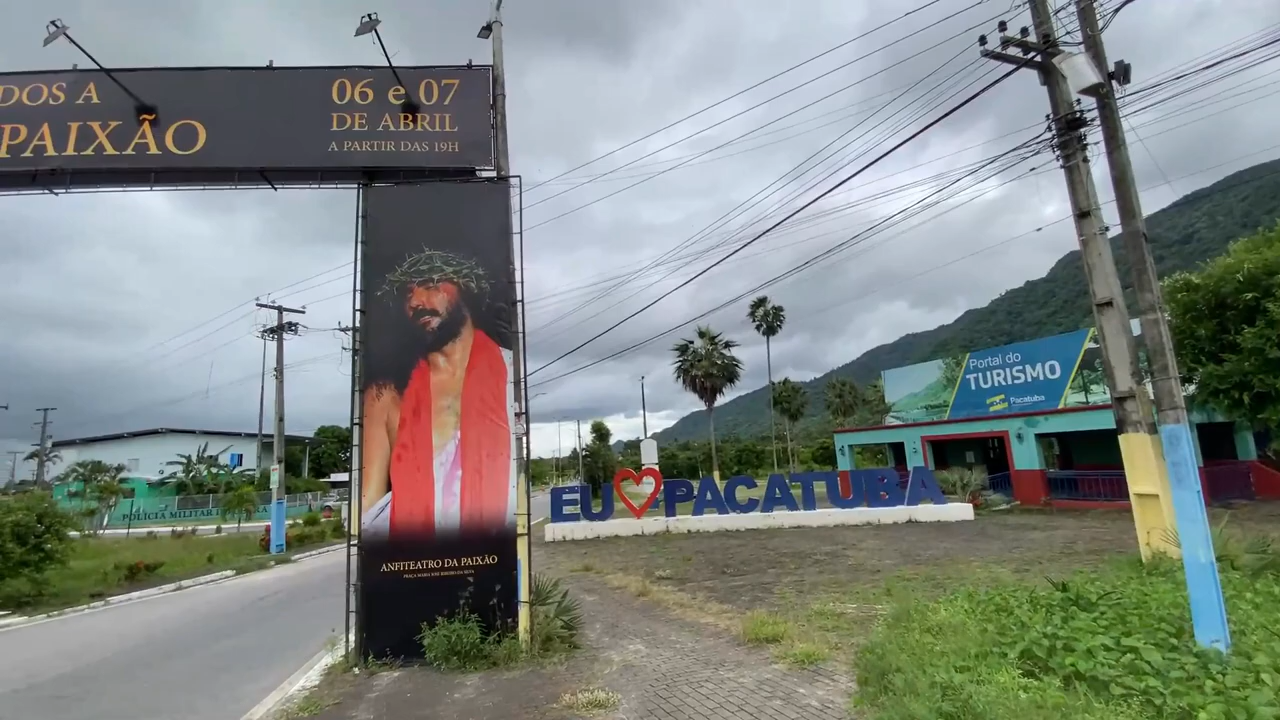 DOS A
PAIXÃO
06 e 07
DE ABRIL
A PARTIR DAS 19H
ANFITEATRO DA PAIXÃO
Portal do
TURISMO
Pacatuba
EU PACATUBA
POLÍCIA MILITAR